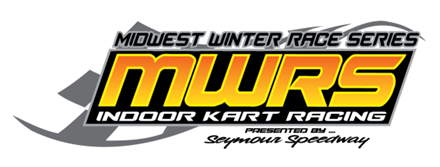 MIDWEST WINTER RACE SERIES
MWRS
INDOOR KART RACING
PRESENTED BY ...
Seymour Speedway